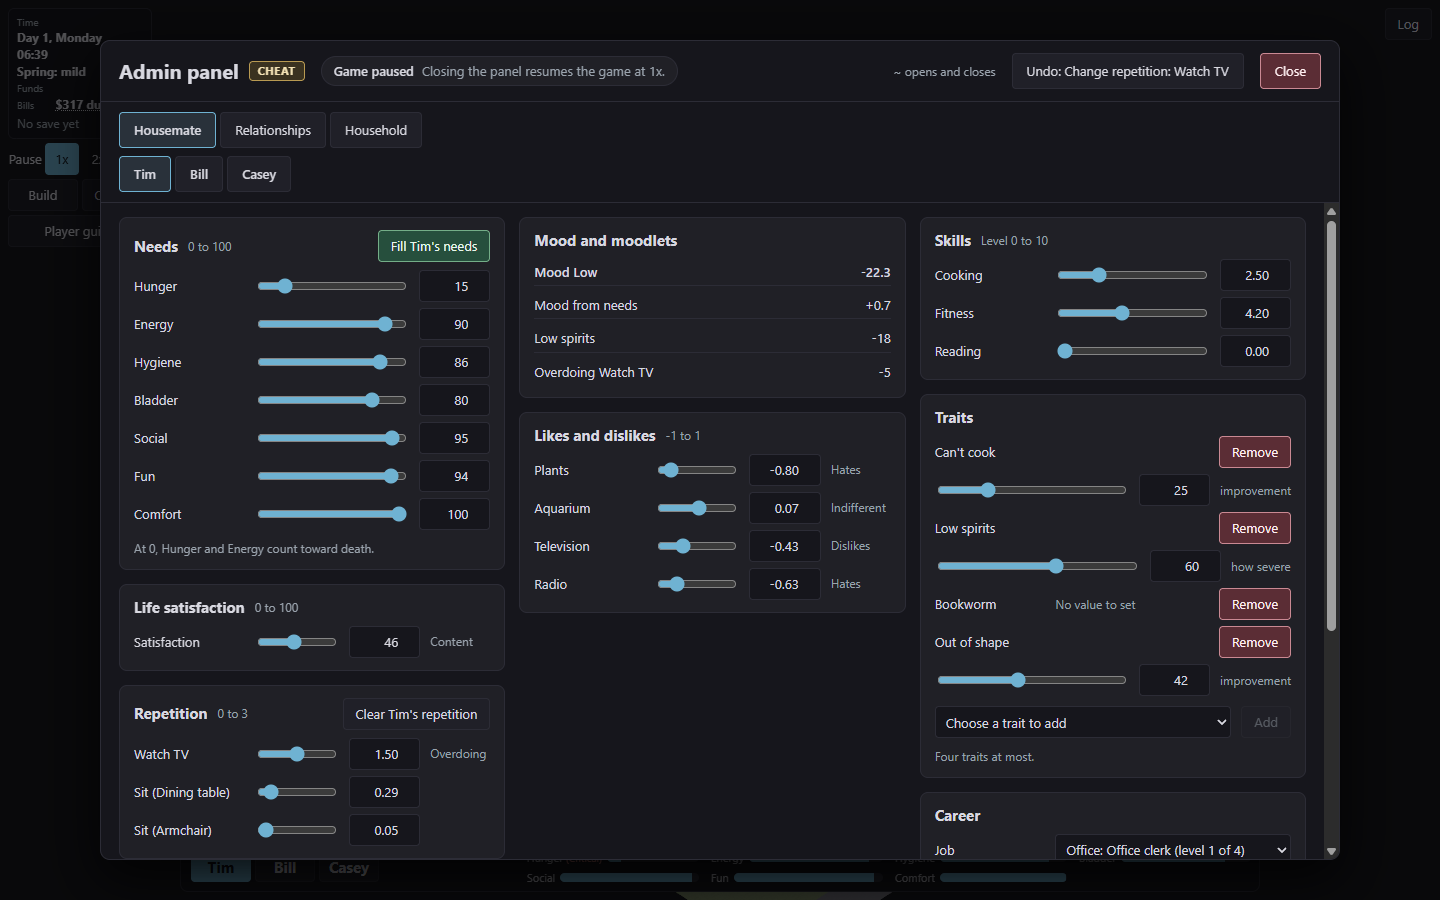 Time
Day 1, Monday
06:39
Spring: mild
Funds
Bills $317 du
No save yet
Pause 1x 2
Build C
Player gui
Log
Admin panel CHEAT Game paused Closing the panel resumes the game at 1x. ~ opens and closes Undo: Change repetition: Watch TV Close
Housemate Relationships Household
Tim Bill Casey
Needs 0 to 100 Fill Tim's needs
Hunger 15
Energy 90
Hygiene 86
Bladder 80
Social 95
Fun 94
Comfort 100
At 0, Hunger and Energy count toward death.
Life satisfaction 0 to 100
Satisfaction 46 Content
Repetition 0 to 3 Clear Tim's repetition
Watch TV 1.50 Overdoing
Sit (Dining table) 0.29
Sit (Armchair) 0.05
Mood and moodlets
Mood Low -22.3
Mood from needs +0.7
Low spirits -18
Overdoing Watch TV -5
Likes and dislikes -1 to 1
Plants -0.80 Hates
Aquarium 0.07 Indifferent
Television -0.43 Dislikes
Radio -0.63 Hates
Skills Level 0 to 10
Cooking 2.50
Fitness 4.20
Reading 0.00
Traits
Can't cook Remove
25 improvement
Low spirits Remove
60 how severe
Bookworm No value to set Remove
Out of shape Remove
42 improvement
Choose a trait to add Add
Four traits at most.
Career
Job Office: Office clerk (level 1 of 4)
Tim Bill Casey
Social Fun Comfort